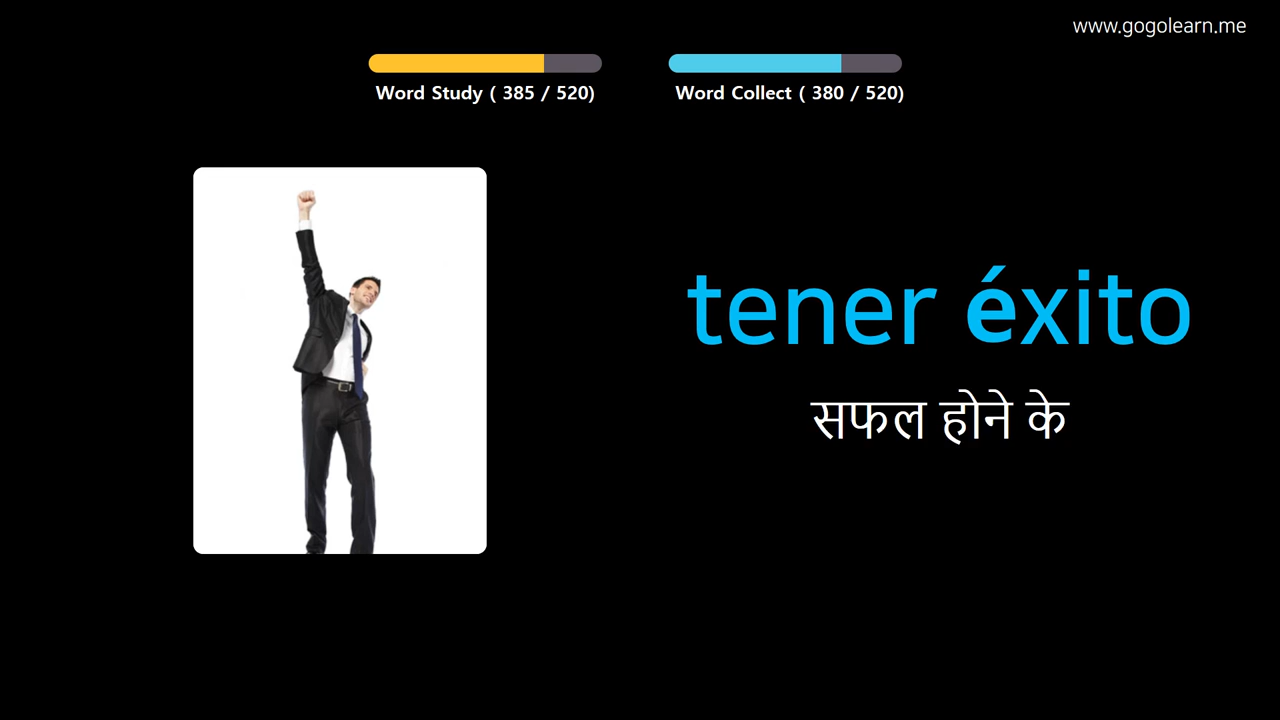 www.gogolearn.me
Word Study ( 385 / 520)
Word Collect ( 380 / 520)
tener éxito
सफल होने के